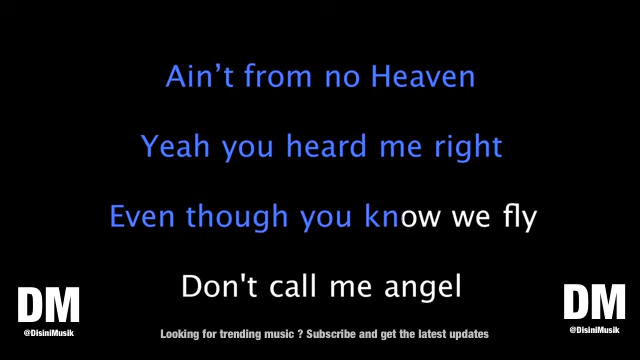 Ain’t from no Heaven
Yeah you heard me right
Even though you know we fly
Don't call me angel
DM
@DisiniMusik
DM
@DisiniMusik
Looking for trending music ? Subscribe and get the latest updates